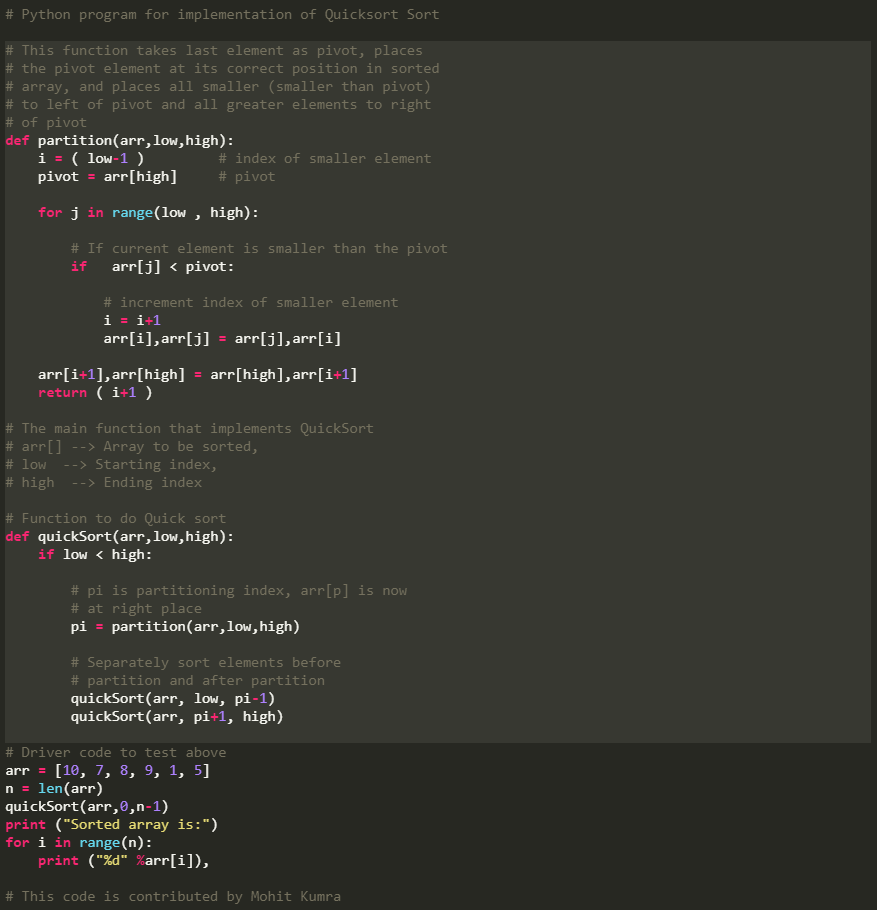 # Python program for implementation of Quicksort Sort
# This function takes last element as pivot, places
# the pivot element at its correct position in sorted
# array, and places all smaller (smaller than pivot)
# to left of pivot and all greater elements to right
# of pivot
def partition(arr,low,high):
    i = ( low-1 )         # index of smaller element
    pivot = arr[high]     # pivot
    for j in range(low , high):
        # If current element is smaller than the pivot
        if   arr[j] < pivot:
            # increment index of smaller element
            i = i+1
            arr[i],arr[j] = arr[j],arr[i]
    arr[i+1],arr[high] = arr[high],arr[i+1]
    return ( i+1 )
# The main function that implements QuickSort
# arr[] --> Array to be sorted,
# low  --> Starting index,
# high  --> Ending index
# Function to do Quick sort
def quickSort(arr,low,high):
    if low < high:
        # pi is partitioning index, arr[p] is now
        # at right place
        pi = partition(arr,low,high)
        # Separately sort elements before
        # partition and after partition
        quickSort(arr, low, pi-1)
        quickSort(arr, pi+1, high)
# Driver code to test above
arr = [10, 7, 8, 9, 1, 5]
n = len(arr)
quickSort(arr,0,n-1)
print ("Sorted array is:")
for i in range(n):
    print ("%d" %arr[i]),
# This code is contributed by Mohit Kumra